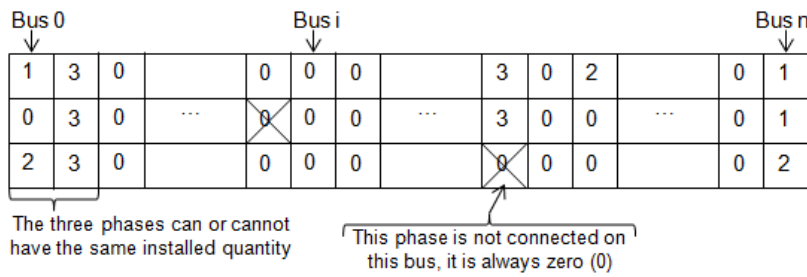 Bus 0 Bus i Bus n
1 3 0 0 0 0 3 0 2 0 1
0 3 0 ... 0 0 0 ... 3 0 0 ... 0 1
2 3 0 0 0 0 0 0 0 0 2
The three phases can or cannot
have the same installed quantity
This phase is not connected on
this bus, it is always zero (0)